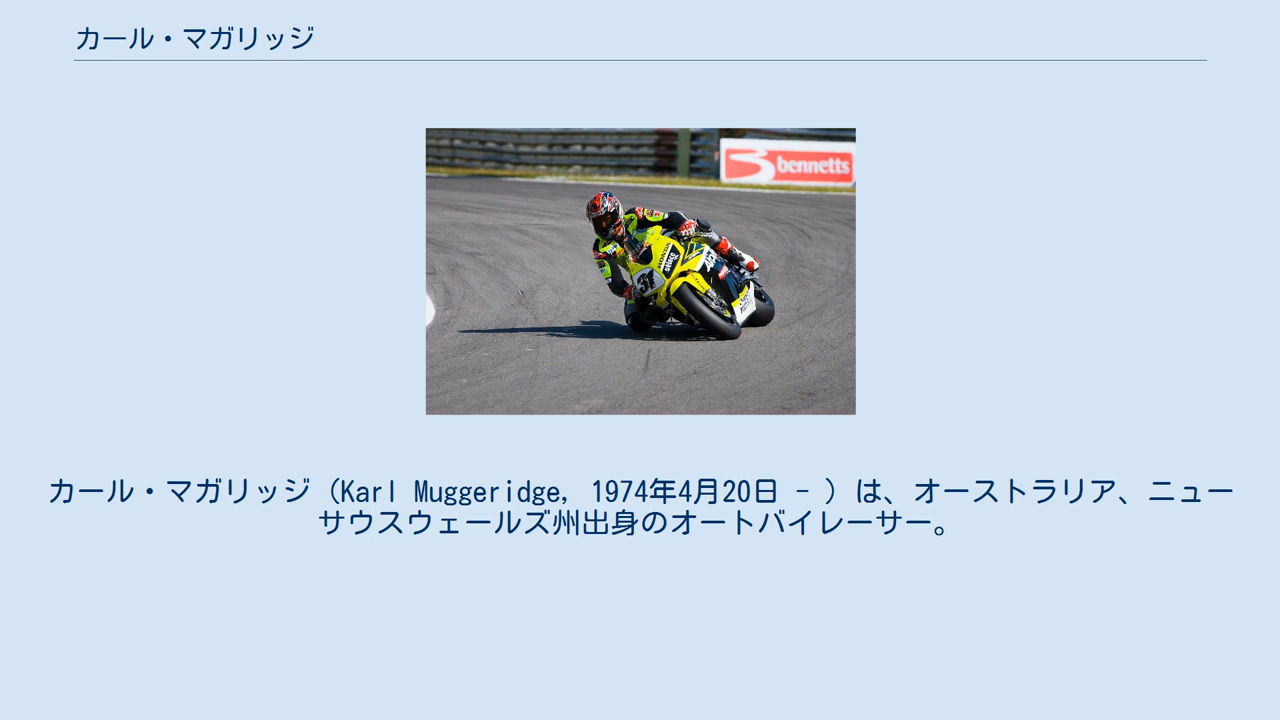 カール・マガリッジ
bennetts
31
カール・マガリッジ（Karl Muggeridge, 1974年4月20日 - ）は、オーストラリア、ニュー
サウスウェールズ州出身のオートバイレーサー。